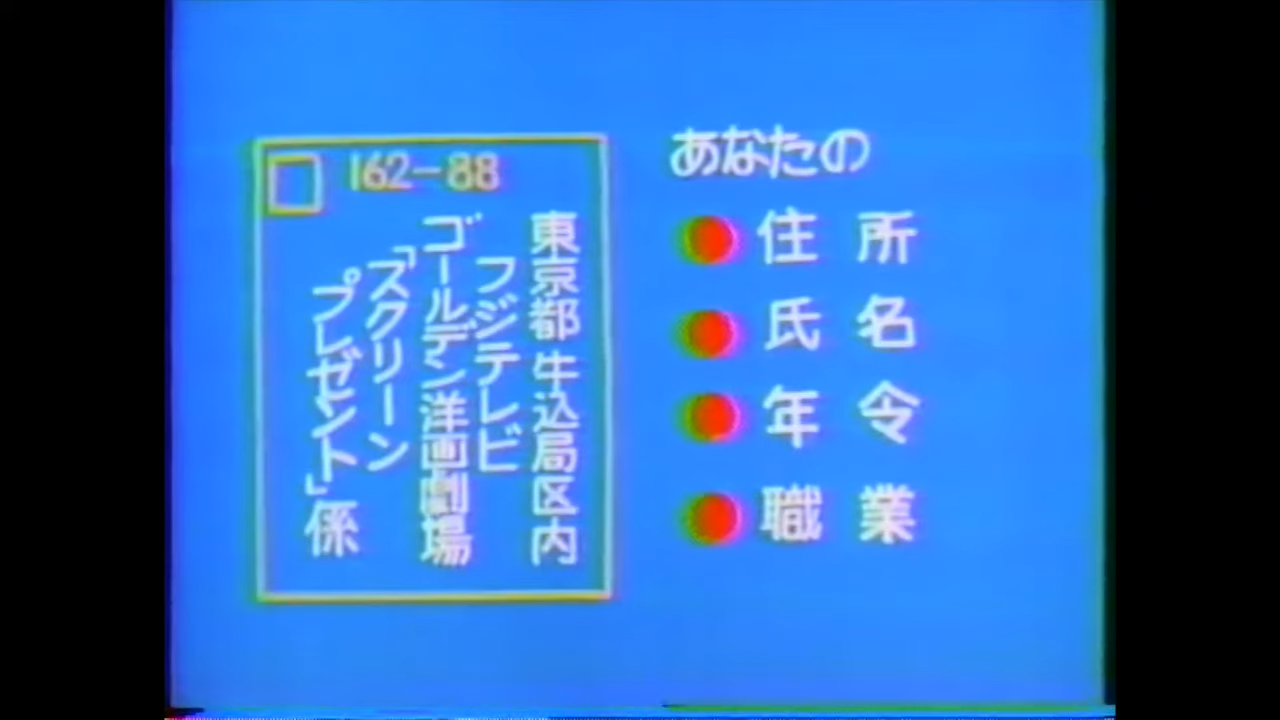 162-88
東京都牛込局区内
フジテレビ
ゴールデン洋画劇場
「スクリーン
プレゼント」係
あなたの
●住所
●氏名
●年令
●職業